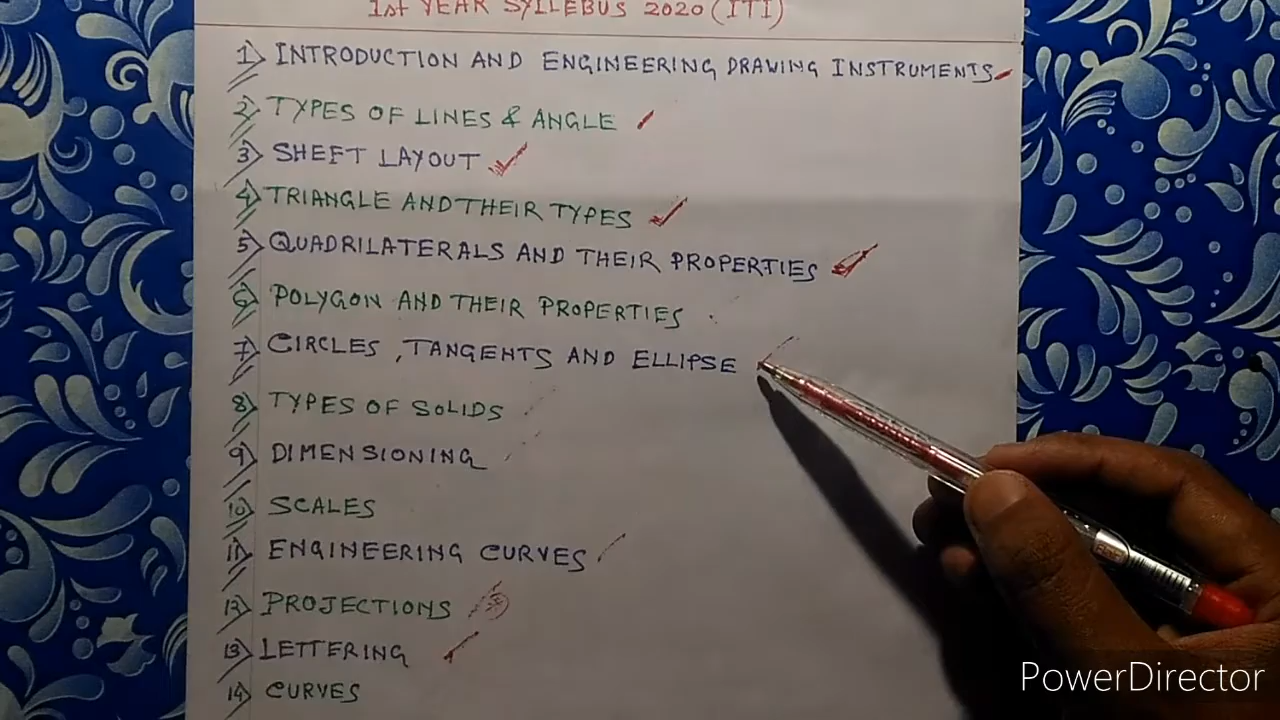 1st YEAR SYLLEBUS 2020 (ITI)
1) INTRODUCTION AND ENGINEERING DRAWING INSTRUMENTS
2) TYPES OF LINES & ANGLE
3) SHEET LAYOUT
4) TRIANGLE AND THEIR TYPES
5) QUADRILATERALS AND THEIR PROPERTIES
6) POLYGON AND THEIR PROPERTIES
7) CIRCLES, TANGENTS AND ELLIPSE
8) TYPES OF SOLIDS
9) DIMENSIONING
10) SCALES
11) ENGINEERING CURVES
12) PROJECTIONS
13) LETTERING
14) CURVES
PowerDirector